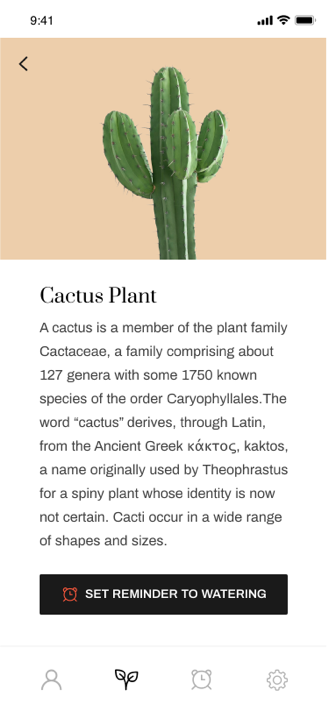 9:41
Cactus Plant
A cactus is a member of the plant family
Cactaceae, a family comprising about
127 genera with some 1750 known
species of the order Caryophyllales.The
word “cactus” derives, through Latin,
from the Ancient Greek κάκτος, kaktos,
a name originally used by Theophrastus
for a spiny plant whose identity is now
not certain. Cacti occur in a wide range
of shapes and sizes.
SET REMINDER TO WATERING